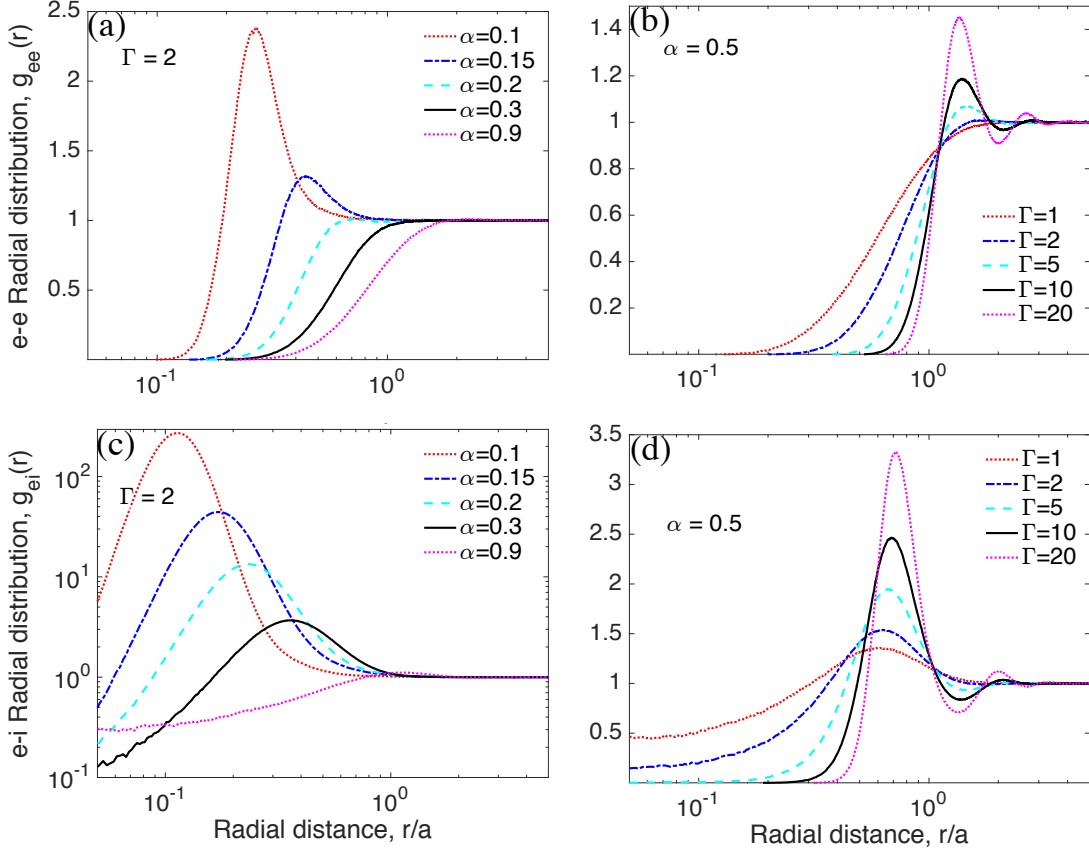 (a)
Γ = 2
α=0.1
α=0.15
α=0.2
α=0.3
α=0.9
e-e Radial distribution, g_ee(r)
2.5
2
1.5
1
0.5
10^-1
10^0
(b)
α = 0.5
1.4
1.2
1
0.8
0.6
0.4
0.2
Γ=1
Γ=2
Γ=5
Γ=10
Γ=20
10^-1
10^0
(c)
Γ = 2
α=0.1
α=0.15
α=0.2
α=0.3
α=0.9
e-i Radial distribution, g_ei(r)
10^2
10^1
10^0
10^-1
10^-1
10^0
Radial distance, r/a
(d)
α = 0.5
3.5
3
2.5
2
1.5
1
0.5
Γ=1
Γ=2
Γ=5
Γ=10
Γ=20
10^-1
10^0
Radial distance, r/a